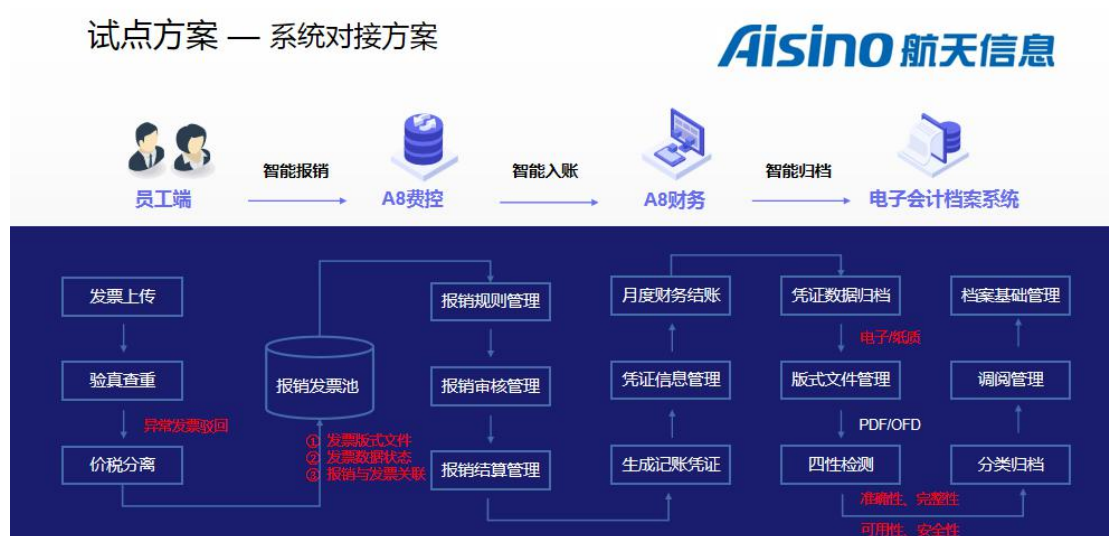 试点方案 — 系统对接方案
Aisino 航天信息
智能报销
智能入账
智能归档
员工端
A8费控
A8财务
电子会计档案系统
发票上传
验真查重
异常发票驳回
价税分离
报销发票池
① 发票版式文件
② 发票数据状态
③ 报销与发票关联
报销规则管理
报销审核管理
报销结算管理
月度财务结账
凭证信息管理
生成记账凭证
凭证数据归档
电子/纸质
版式文件管理
PDF/OFD
四性检测
准确性、完整性
可用性、安全性
档案基础管理
调阅管理
分类归档